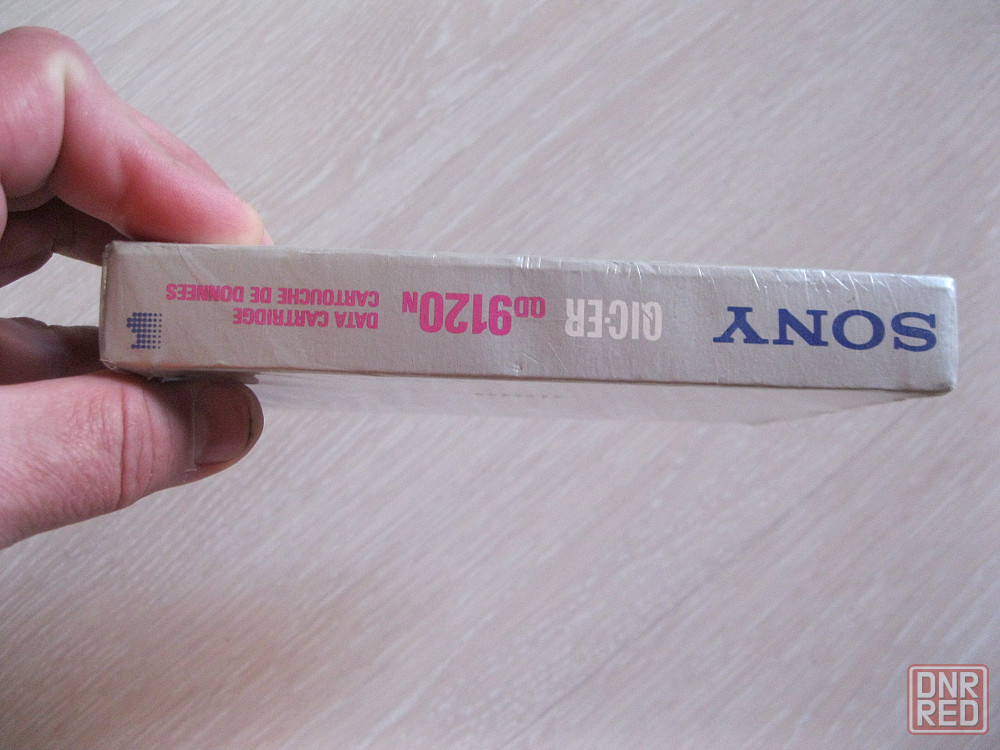 SONY
QIC-ER
QD9120N
DATA CARTRIDGE
CARTOUCHE DE DONNEES
DNR
RED